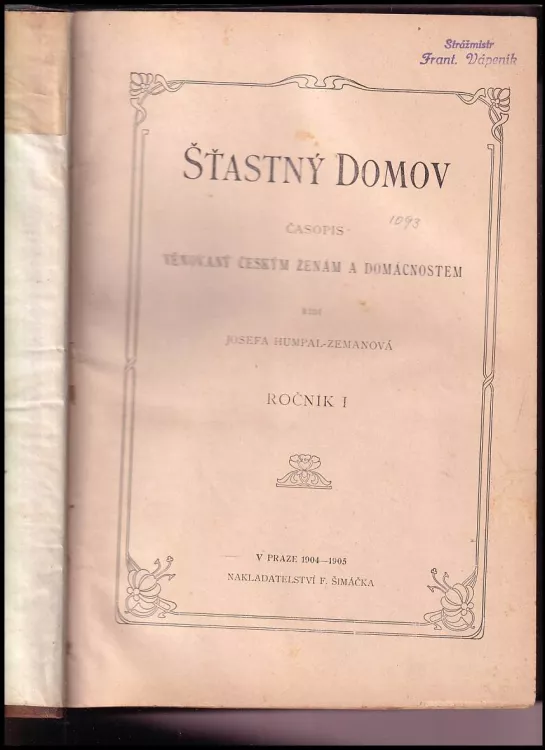 Strážmistr
Frant. Vápeník
ŠŤASTNÝ DOMOV
1093
ČASOPIS
VĚNOVANÝ ČESKÝM ŽENÁM A DOMÁCNOSTEM
JOSEFA HUMPAL-ZEMANOVÁ
ROČNÍK I
V PRAZE 1904—1905
NAKLADATELSTVÍ F. ŠIMÁČKA